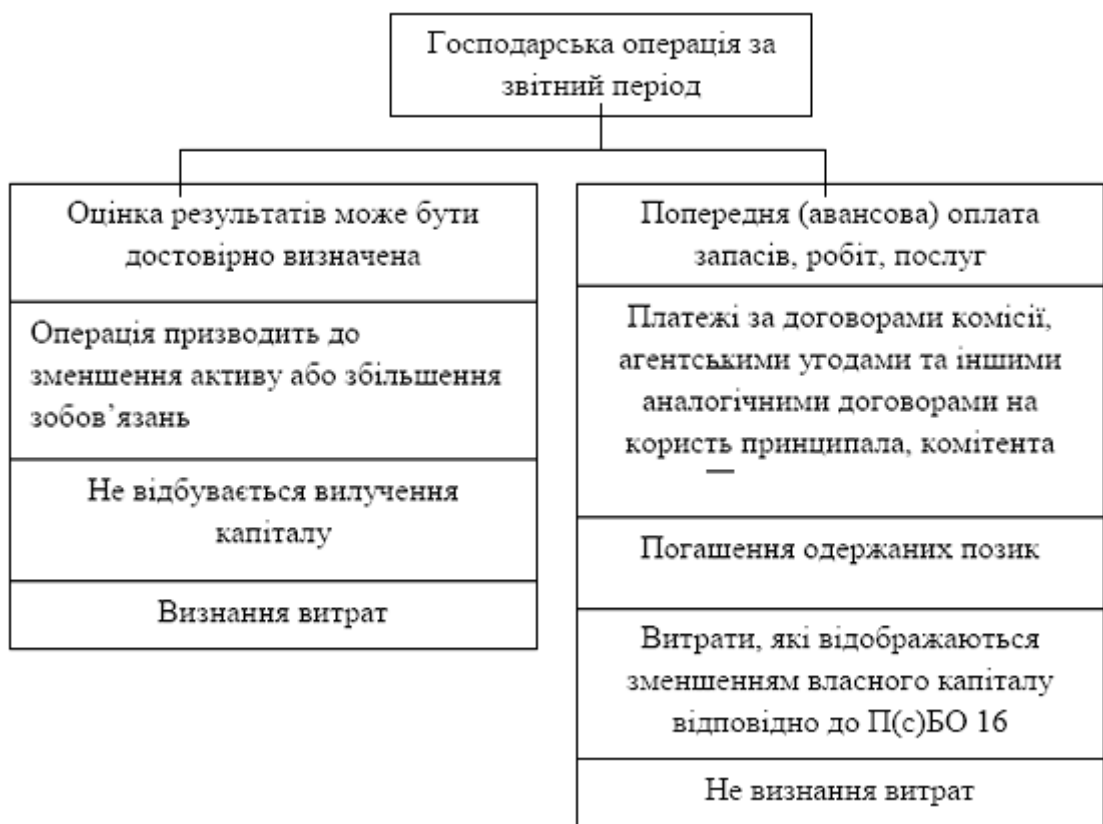 Господарська операція за
звітний період
Оцінка результатів може бути
достовірно визначена
Операція призводить до
зменшення активу або збільшення
зобов’язань
Не відбувається вилучення
капіталу
Визнання витрат
Попередня (авансова) оплата
запасів, робіт, послуг
Платежі за договорами комісії,
агентськими угодами та іншими
аналогічними договорами на
користь принципала, комітента
Погашення одержаних позик
Витрати, які відображаються
зменшенням власного капіталу
відповідно до П(с)БО 16
Не визнання витрат